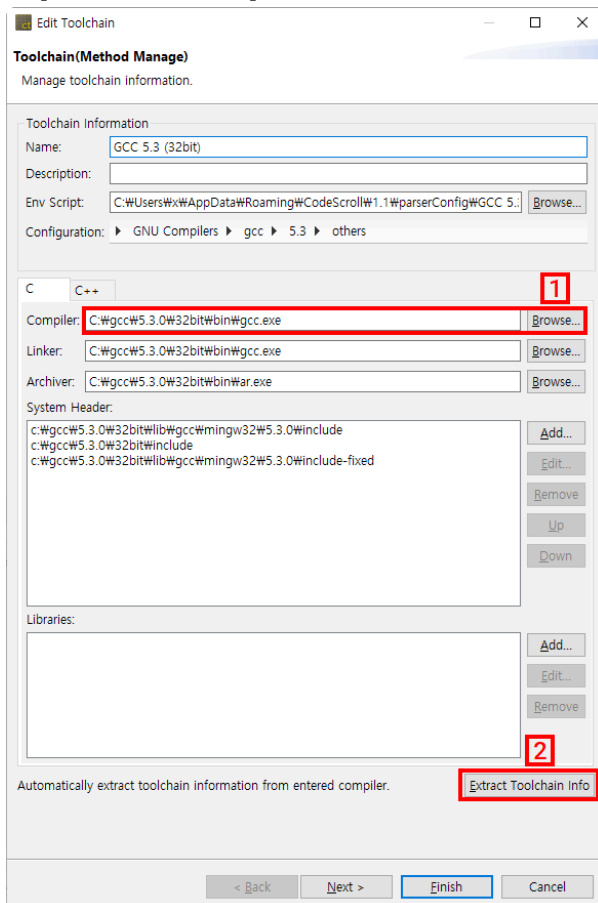 Edit Toolchain
Toolchain(Method Manage)
Manage toolchain information.
Toolchain Information
Name: GCC 5.3 (32bit)
Description:
Env Script: C:₩Users₩x₩AppData₩Roaming₩CodeScroll₩1.1₩parserConfig₩GCC 5. Browse...
Configuration: GNU Compilers gcc 5.3 others
C C++
1
Compiler: C:₩gcc₩5.3.0₩32bit₩bin₩gcc.exe Browse...
Linker: C:₩gcc₩5.3.0₩32bit₩bin₩gcc.exe Browse...
Archiver: C:₩gcc₩5.3.0₩32bit₩bin₩ar.exe Browse...
System Header:
c:₩gcc₩5.3.0₩32bit₩lib₩gcc₩mingw32₩5.3.0₩include
c:₩gcc₩5.3.0₩32bit₩include
c:₩gcc₩5.3.0₩32bit₩lib₩gcc₩mingw32₩5.3.0₩include-fixed
Add...
Edit...
Remove
Up
Down
Libraries:
Add...
Edit...
Remove
2
Automatically extract toolchain information from entered compiler. Extract Toolchain Info
< Back Next > Finish Cancel